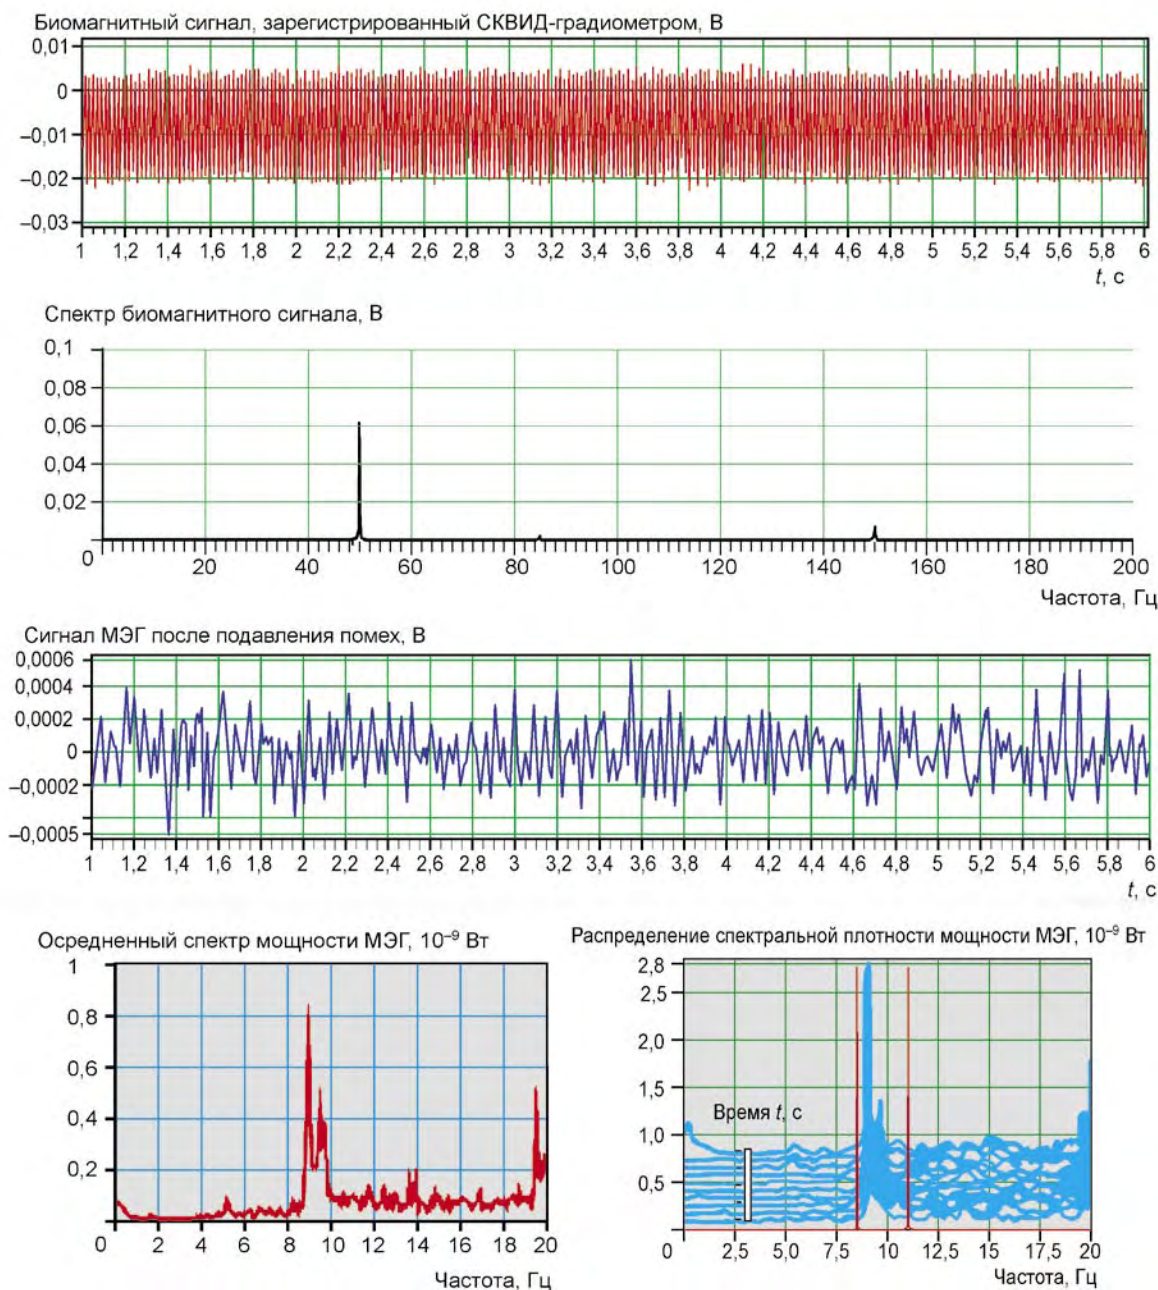 Биомагнитный сигнал, зарегистрированный СКВИД-градиометром, В
0,01
0
–0,01
–0,02
–0,03
1 1,2 1,4 1,6 1,8 2 2,2 2,4 2,6 2,8 3 3,2 3,4 3,6 3,8 4 4,2 4,4 4,6 4,8 5 5,2 5,4 5,6 5,8 6
t, с
Спектр биомагнитного сигнала, В
0,1
0,08
0,06
0,04
0,02
0 20 40 60 80 100 120 140 160 180 200
Частота, Гц
Сигнал МЭГ после подавления помех, В
0,0006
0,0004
0,0002
0
–0,0002
–0,0005
1 1,2 1,4 1,6 1,8 2 2,2 2,4 2,6 2,8 3 3,2 3,4 3,6 3,8 4 4,2 4,4 4,6 4,8 5 5,2 5,4 5,6 5,8 6
t, с
Осредненный спектр мощности МЭГ, 10⁻⁹ Вт
1
0,8
0,6
0,4
0,2
0 2 4 6 8 10 12 14 16 18 20
Частота, Гц
Распределение спектральной плотности мощности МЭГ, 10⁻⁹ Вт
2,8
2,5
2,0
1,5
Время t, с
1,0
0,5
0
0 2,5 5,0 7,5 10 12,5 15 17,5 20
Частота, Гц